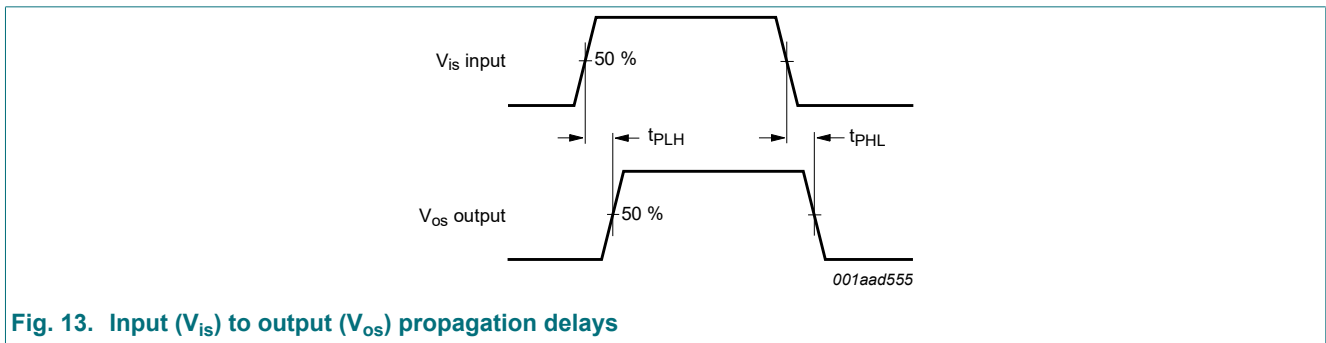 V_is input
50 %
t_PLH
t_PHL
V_os output
50 %
001aad555
Fig. 13. Input (V_is) to output (V_os) propagation delays